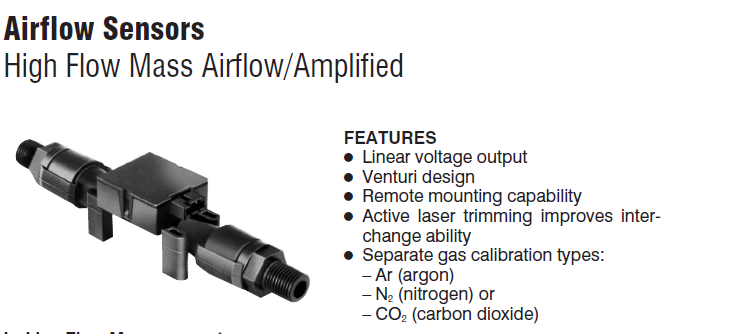 Airflow Sensors
High Flow Mass Airflow/Amplified
FEATURES
● Linear voltage output
● Venturi design
● Remote mounting capability
● Active laser trimming improves inter-
change ability
● Separate gas calibration types:
– Ar (argon)
– N₂ (nitrogen) or
– CO₂ (carbon dioxide)